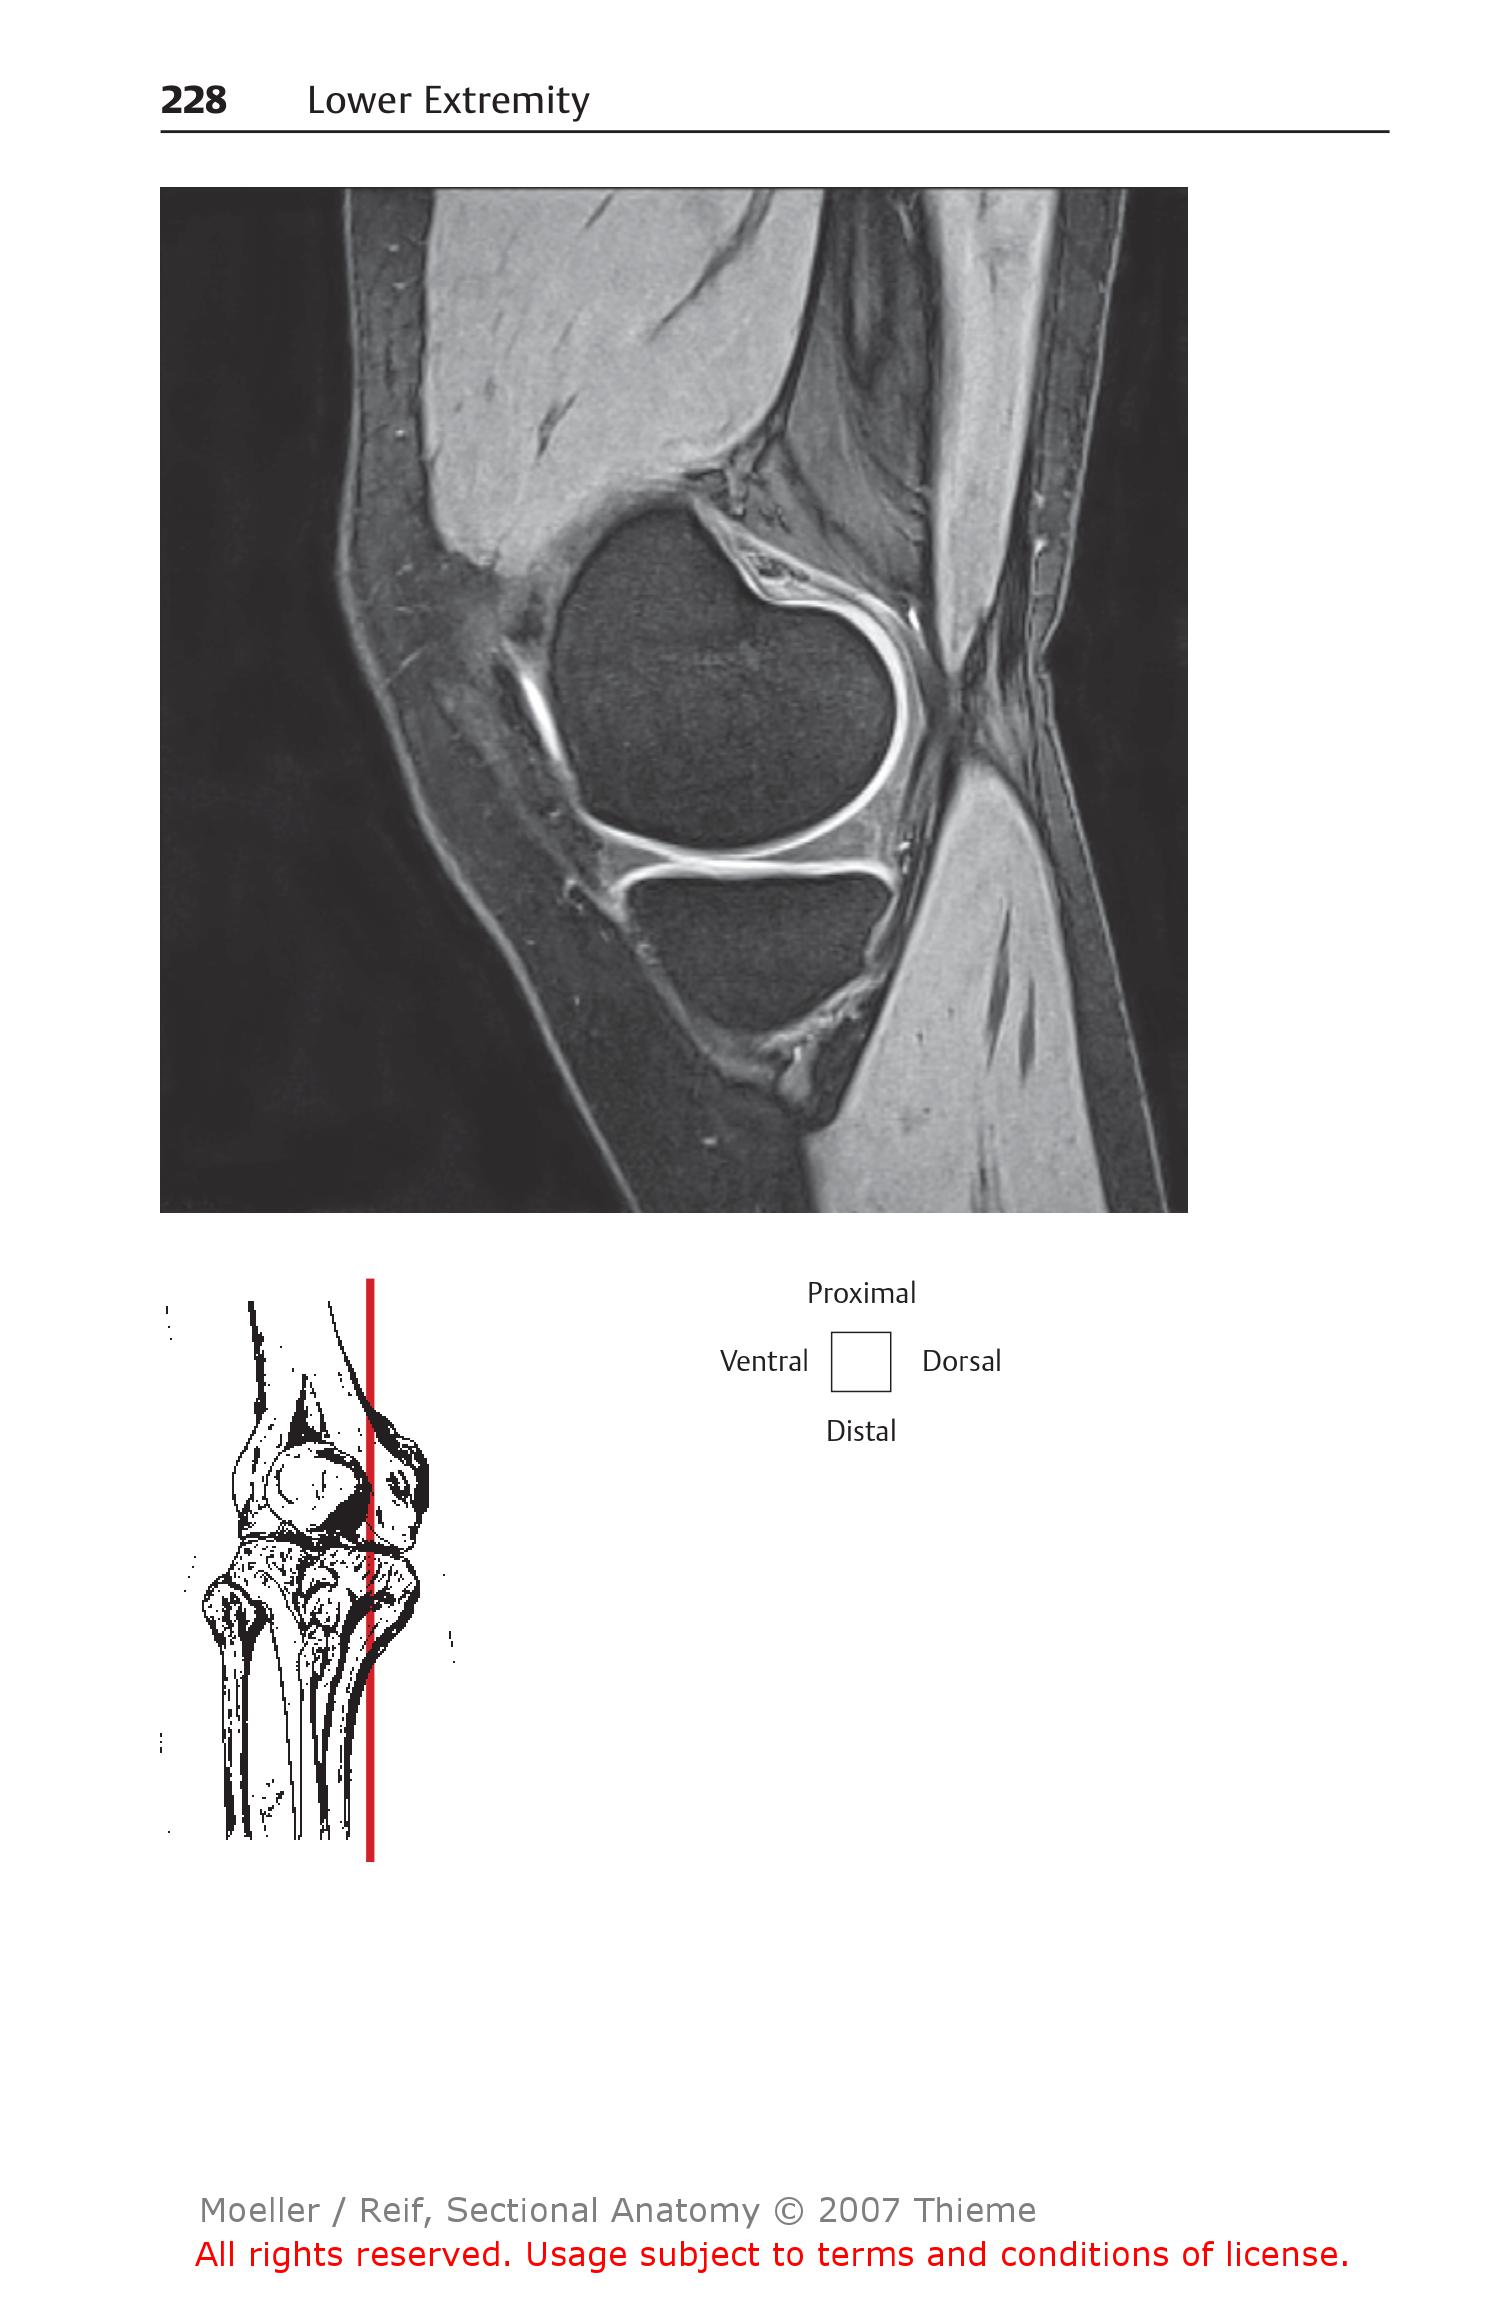 228 Lower Extremity
Proximal
Ventral Dorsal
Distal
Moeller / Reif, Sectional Anatomy © 2007 Thieme
All rights reserved. Usage subject to terms and conditions of license.